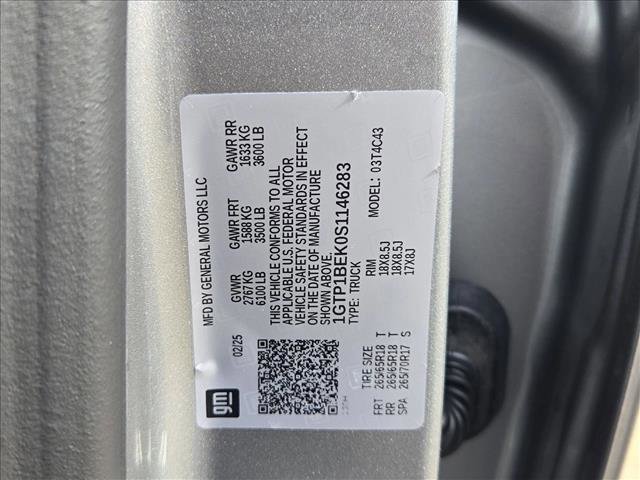 MFD BY GENERAL MOTORS LLC
02/25
GVWR
2767 KG
6100 LB
GAWR FRT
1588 KG
3500 LB
GAWR RR
1633 KG
3600 LB
THIS VEHICLE CONFORMS TO ALL
APPLICABLE U.S. FEDERAL MOTOR
VEHICLE SAFETY STANDARDS IN EFFECT
ON THE DATE OF MANUFACTURE
SHOWN ABOVE.
1GTP1BEK0S1146283
TYPE: TRUCK
MODEL: 03T4C43
gm
TIRE SIZE RIM
FRT 265/65R18 T 18X8.5J
RR 265/65R18 T 18X8.5J
SPA 265/70R17 S 17X8J